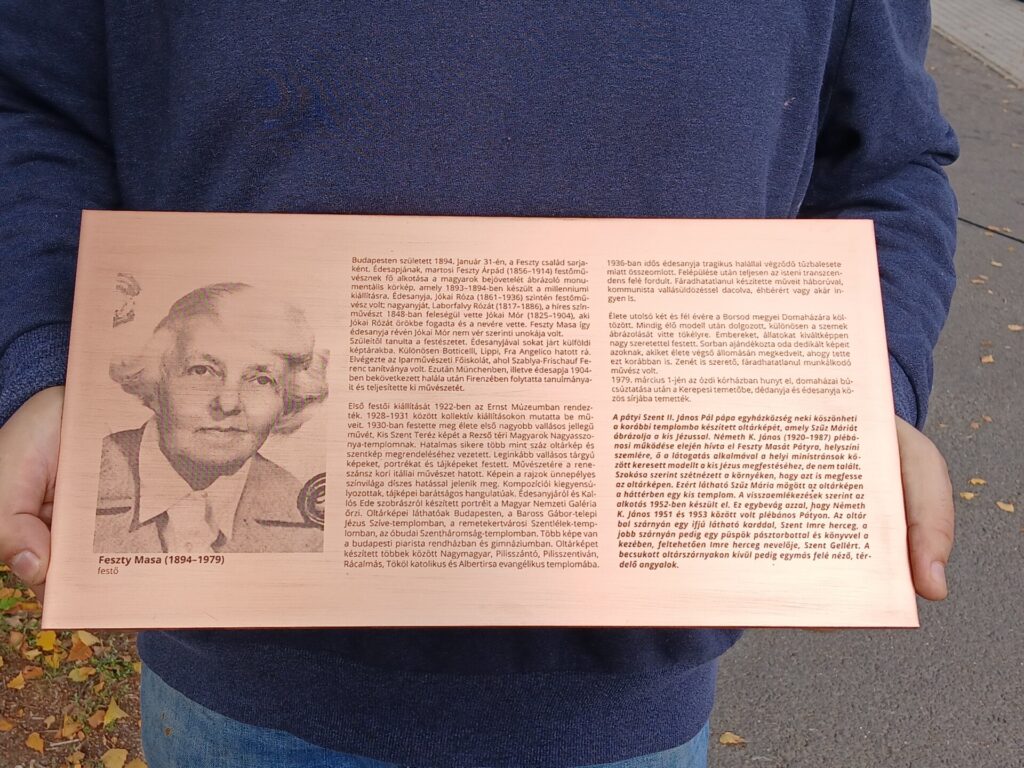 Budapesten született 1894. január 31-én, a Feszty család sarja-
ként. Édesapjának, martosi Feszty Árpád (1856–1914) festőmű-
vésznek fő alkotása a magyarok bejövetelét ábrázoló monu-
mentális körkép, amely 1893–1894-ben készült a millenniumi
kiállításra. Édesanyja, Jókai Róza (1861–1936) szintén festőmű-
vész volt; nagyanyját, Laborfalvy Rózát (1817–1886), a híres szín-
művészt 1848-ban feleségül vette Jókai Mór (1825–1904), aki
Jókai Rózát örökbe fogadta és a nevére vette. Feszty Masa így
édesanyja révén Jókai Mór nem vér szerinti unokája volt.
Szüleitől tanulta a festészetet. Édesanyjával sokat járt külföldi
képtárakba. Különösen Botticelli, Lippi, Fra Angelico hatott rá.
Elvégezte az Iparművészeti Főiskolát, ahol Szablya-Frischauf Fe-
renc tanítványa volt. Ezután Münchenben, illetve édesapja 1904-
ben bekövetkezett halála után Firenzében folytatta tanulmánya-
it és teljesítette ki művészetét.
Első festői kiállítását 1922-ben az Ernst Múzeumban rendez-
ték. 1928-1931 között kollektív kiállításokon mutatta be mű-
veit. 1930-ban festette meg élete első nagyobb vallásos jellegű
művét, Kis Szent Teréz képét a Rezső téri Magyarok Nagyasszo-
nya-templomnak. Hatalmas sikere több mint száz oltárkép és
szentkép megrendeléséhez vezetett. Leginkább vallásos tárgyú
képeket, portrékat és tájképeket festett. Művészetére a rene-
szánsz kori itáliai művészet hatott. Képein a rajzok ünnepélyes
színvilága díszes hatással jelenik meg. Kompozíciói kiegyensú-
lyozottak, tájképei barátságos hangulatúak. Édesanyjáról és Kal-
lós Ede szobrászról készített portréit a Magyar Nemzeti Galéria
őrzi. Oltárképei láthatóak Budapesten, a Baross Gábor-telepi
Jézus Szíve-templomban, a remetekertvárosi Szentlélek-temp-
lomban, az óbudai Szentháromság-templomban. Több képe van
a budapesti piarista rendházban és gimnáziumban. Oltárképet
készített többek között Nagymagyar, Pilisszántó, Pilisszentiván,
Rácalmás, Tököl katolikus és Albertirsa evangélikus templomába.
1936-ban idős édesanyja tragikus halállal végződő tűzbalesete
miatt összeomlott. Felépülése után teljesen az isteni transzcen-
dens felé fordult. Fáradhatatlanul készítette műveit háborúval,
kommunista vallásüldözéssel dacolva, éhbérért vagy akár in-
gyen is.
Élete utolsó két és fél évére a Borsod megyei Domaházára köl-
tözött. Mindig élő modell után dolgozott, különösen a szemek
ábrázolását vitte tökélyre. Embereket, állatokat kiváltképpen
nagy szeretettel festett. Sorban ajándékozta oda dedikált képeit
azoknak, akiket élete végső állomásán megkedvelt, ahogy tette
ezt korábban is. Zenét is szerető, fáradhatatlanul munkálkodó
művész volt.
1979. március 1-jén az ózdi kórházban hunyt el, domaházai bú-
csúztatása után a Kerepesi temetőbe, dédanyja és édesanyja kö-
zös sírjába temették.
A pátyi Szent II. János Pál pápa egyházközség neki köszönheti
a korábbi templomba készített oltárképét, amely Szűz Máriát
ábrázolja a kis Jézussal. Németh K. János (1920–1987) plébá-
nosi működése elején hívta el Feszty Masát Pátyra, helyszíni
szemlére, ő a látogatás alkalmával a helyi ministránsok kö-
zött keresett modellt a kis Jézus megfestéséhez, de nem talált.
Szokása szerint szétnézett a környéken, hogy azt is megfesse
az oltárképen. Ezért látható Szűz Mária mögött az oltárképen
a háttérben egy kis templom. A visszaemlékezések szerint az
alkotás 1952-ben készült el. Ez egybevág azzal, hogy Németh
K. János 1951 és 1953 között volt plébános Pátyon. Az oltár
bal szárnyán egy ifjú látható karddal, Szent Imre herceg, a
jobb szárnyán pedig egy püspök pásztorbottal és könyvvel a
kezében, feltehetően Imre herceg nevelője, Szent Gellért. A
becsukott oltárszárnyakon kívül pedig egymás felé néző, tér-
delő angyalok.
Feszty Masa (1894–1979)
festő